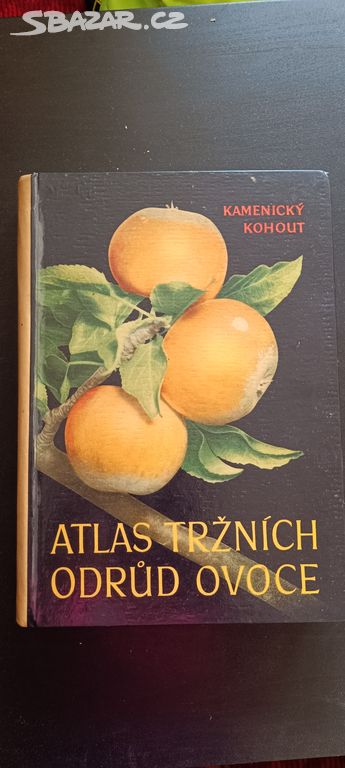 SBAZAR.CZ
KAMENICKÝ
KOHOUT
ATLAS TRŽNÍCH
ODRŮD OVOCE